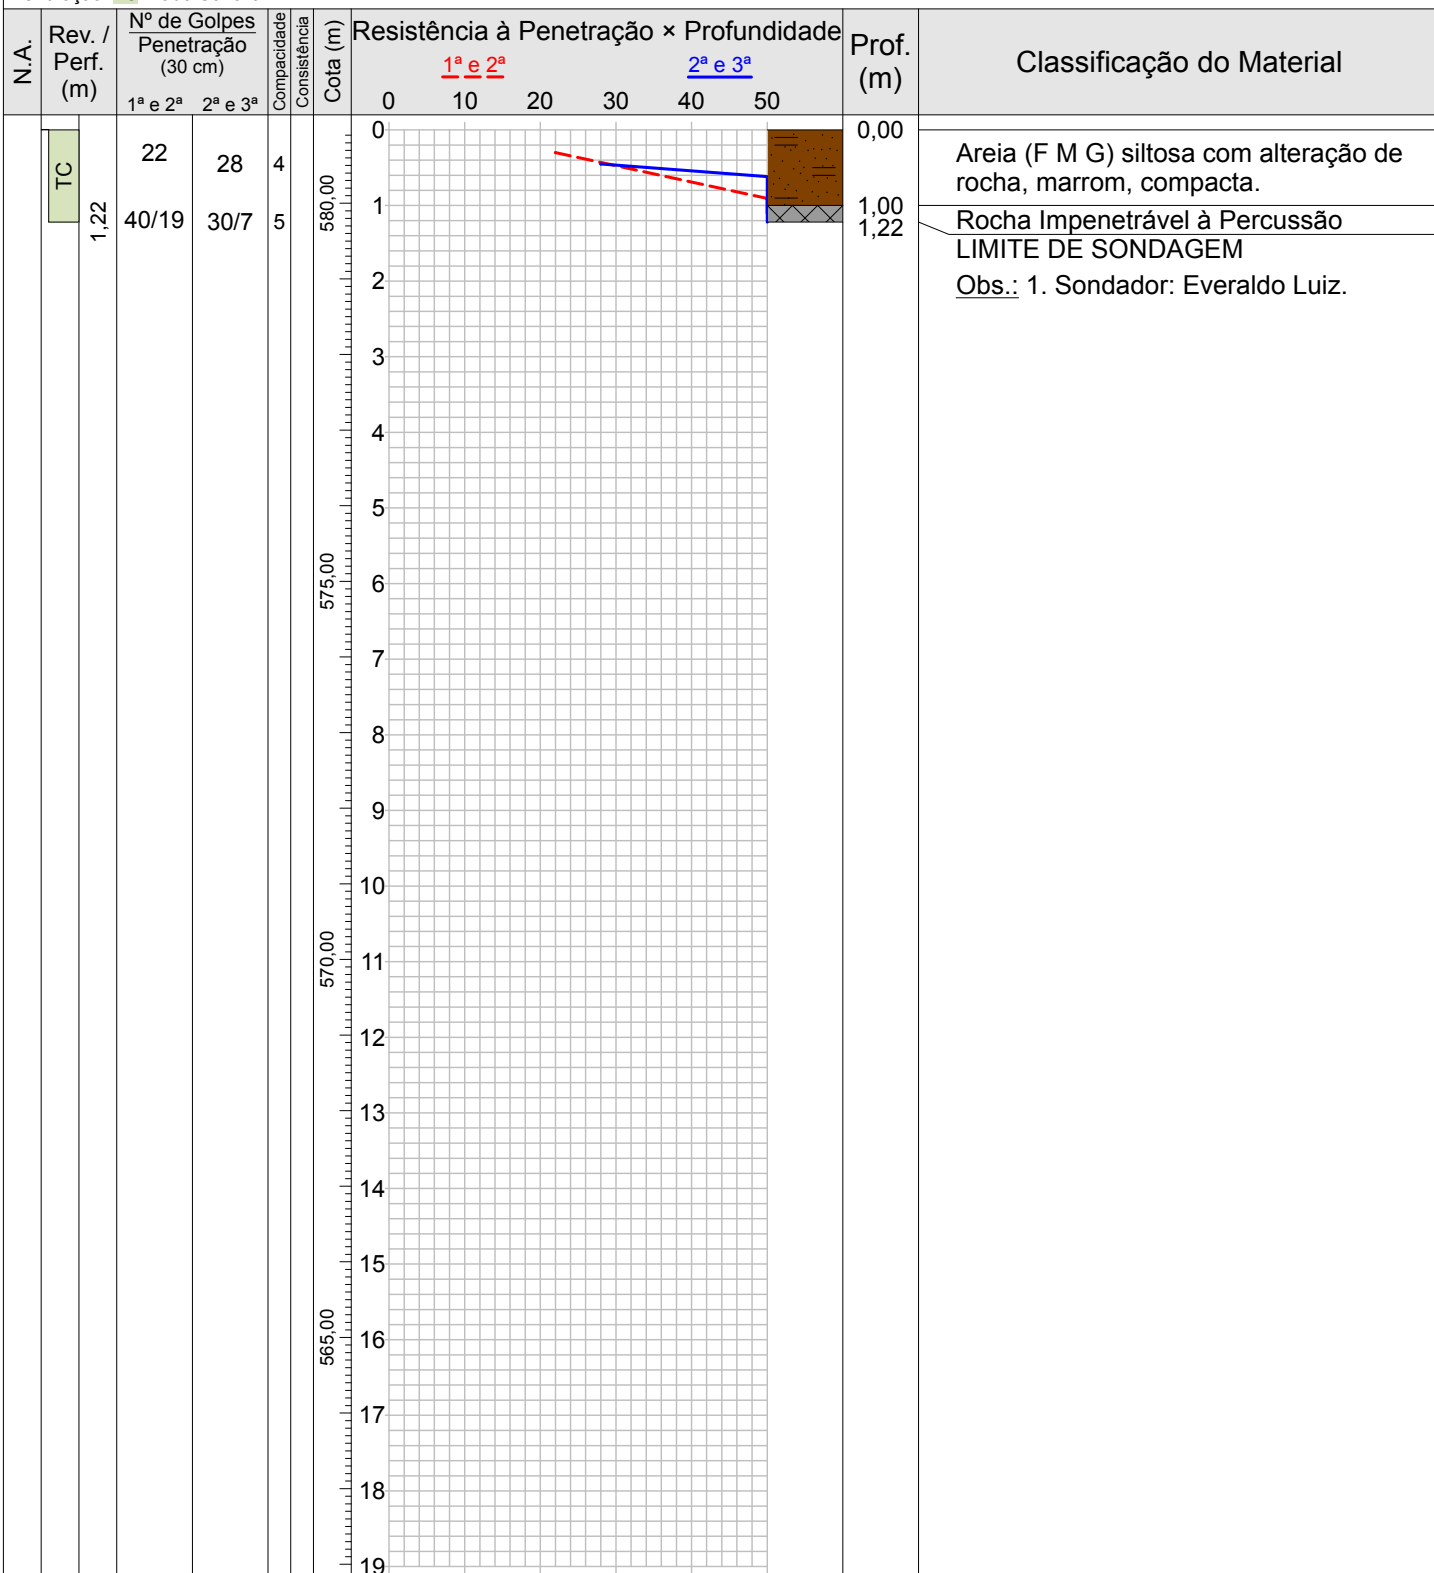 N.A.
Rev. /
Perf.
(m)
Nº de Golpes
Penetração
(30 cm)
1ª e 2ª 2ª e 3ª
Compacidade
Consistência
Cota (m)
Resistência à Penetração × Profundidade
1ª e 2ª 2ª e 3ª
0 10 20 30 40 50
Prof.
(m)
Classificação do Material
TC
1,22
22 28 4
40/19 30/7 5
580,00
575,00
570,00
565,00
0
1
2
3
4
5
6
7
8
9
10
11
12
13
14
15
16
17
18
19
0,00
1,00
1,22
Areia (F M G) siltosa com alteração de
rocha, marrom, compacta.
Rocha Impenetrável à Percussão
LIMITE DE SONDAGEM
Obs.: 1. Sondador: Everaldo Luiz.